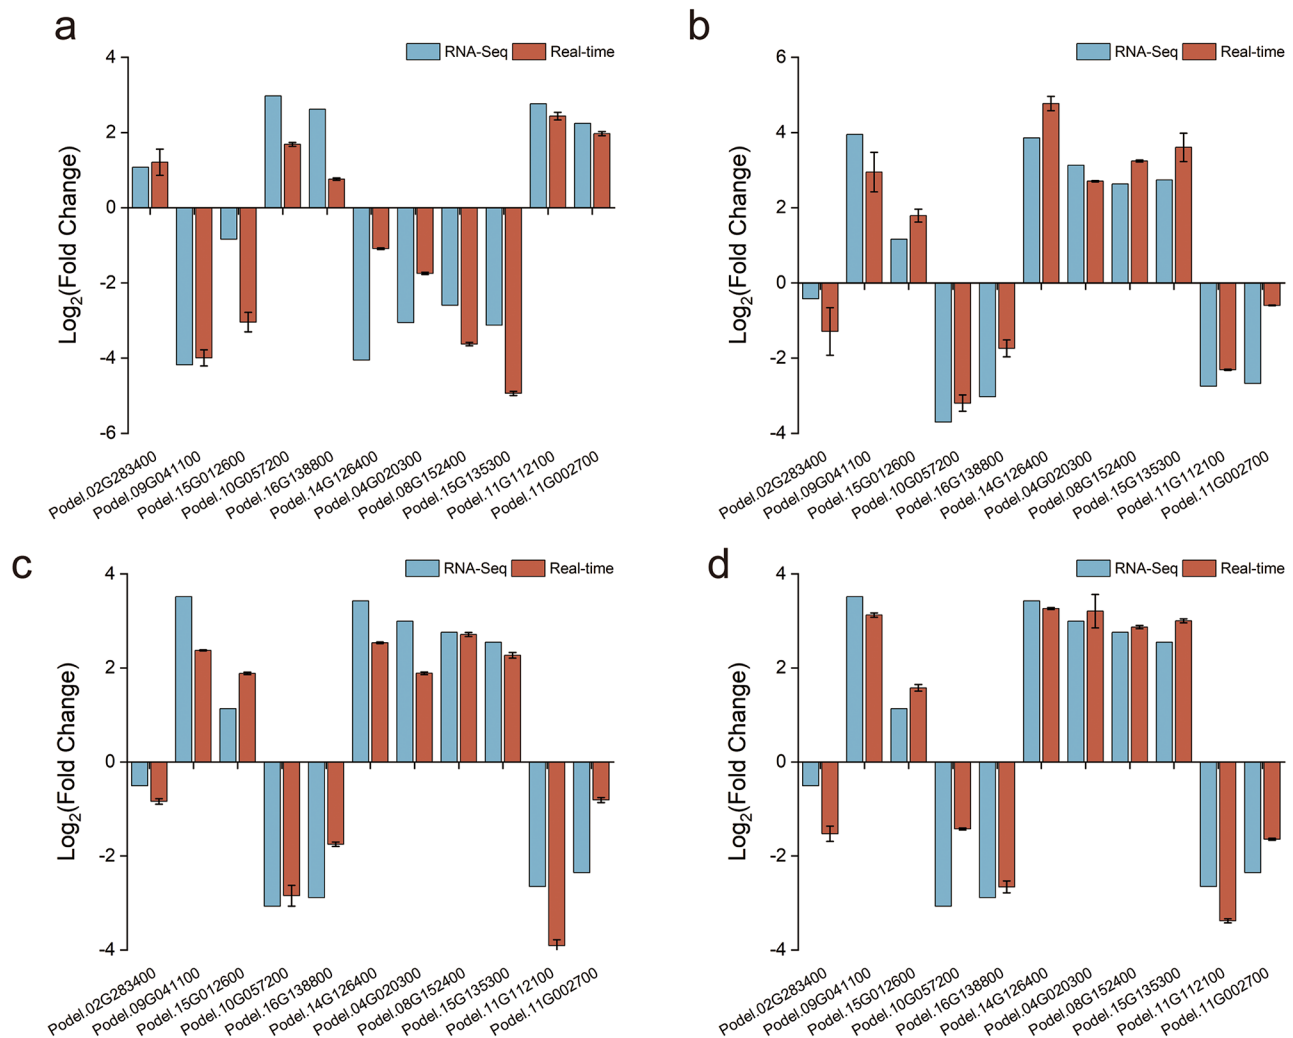 a
RNA-Seq Real-time
Log2(Fold Change)
4
2
0
-2
-4
-6
Podel.02G283400
Podel.09G041100
Podel.15G012600
Podel.10G057200
Podel.16G138800
Podel.14G126400
Podel.04G020300
Podel.08G152400
Podel.15G135300
Podel.11G112100
Podel.11G002700
b
RNA-Seq Real-time
Log2(Fold Change)
6
4
2
0
-2
-4
Podel.02G283400
Podel.09G041100
Podel.15G012600
Podel.10G057200
Podel.16G138800
Podel.14G126400
Podel.04G020300
Podel.08G152400
Podel.15G135300
Podel.11G112100
Podel.11G002700
c
RNA-Seq Real-time
Log2(Fold Change)
4
2
0
-2
-4
Podel.02G283400
Podel.09G041100
Podel.15G012600
Podel.10G057200
Podel.16G138800
Podel.14G126400
Podel.04G020300
Podel.08G152400
Podel.15G135300
Podel.11G112100
Podel.11G002700
d
RNA-Seq Real-time
Log2(Fold Change)
4
2
0
-2
-4
Podel.02G283400
Podel.09G041100
Podel.15G012600
Podel.10G057200
Podel.16G138800
Podel.14G126400
Podel.04G020300
Podel.08G152400
Podel.15G135300
Podel.11G112100
Podel.11G002700